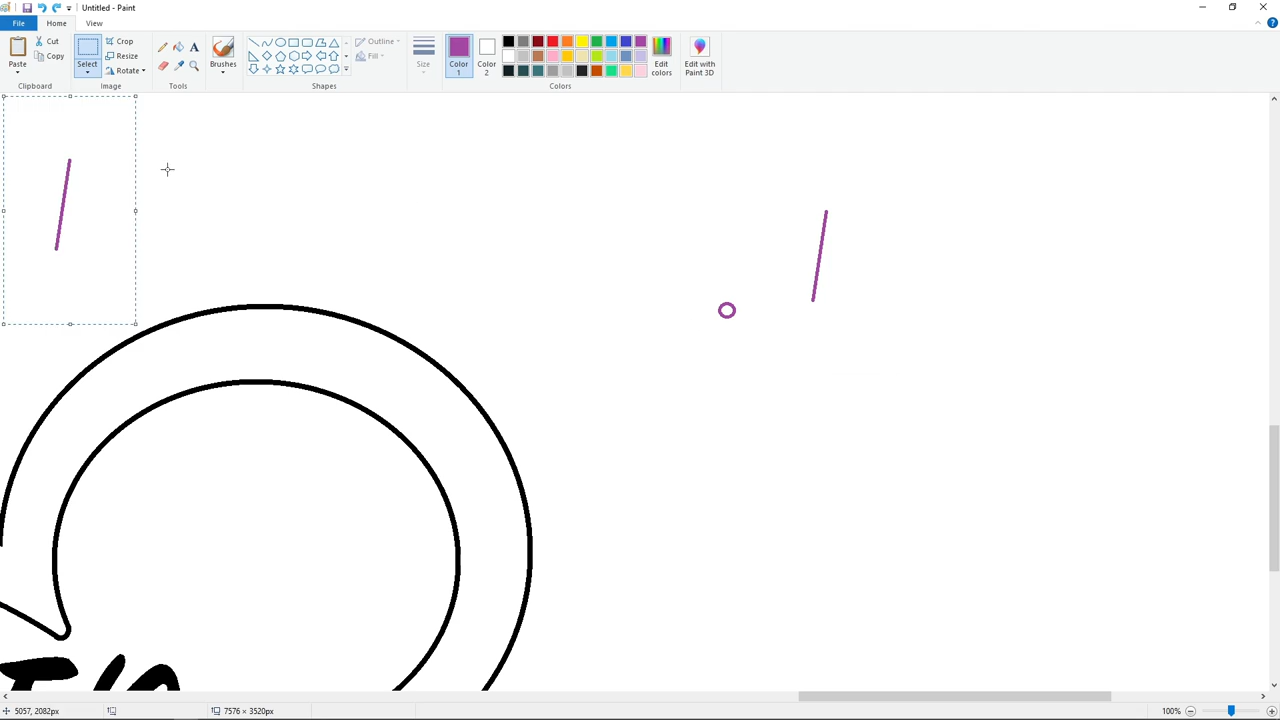 Untitled - Paint
File Home View
Paste
Cut
Copy
Clipboard
Select
Crop
Resize
Rotate
Image
A
Tools
Brushes
Shapes
Outline
Fill
Size
Color 1
Color 2
Edit colors
Edit with Paint 3D
Colors
5057, 2082px
7576 × 3520px
100%